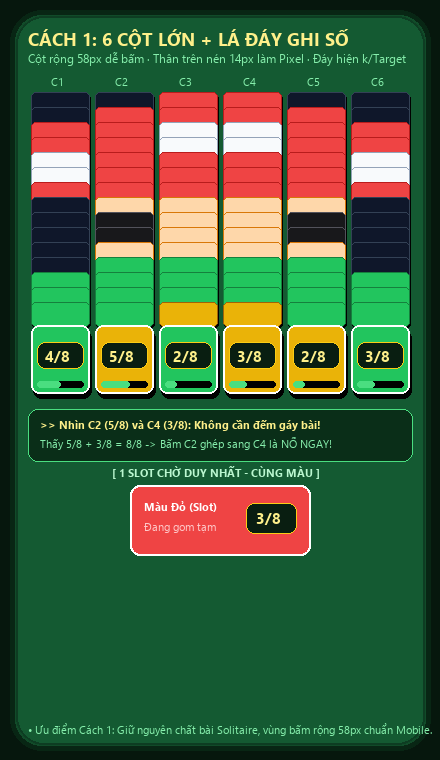 CÁCH 1: 6 CỘT LỚN + LÁ ĐÁY GHI SỐ
Cột rộng 58px dễ bấm · Thân trên nén 14px làm Pixel · Đáy hiện k/Target
C1 C2 C3 C4 C5 C6
4/8 5/8 2/8 3/8 2/8 3/8
>> Nhìn C2 (5/8) và C4 (3/8): Không cần đếm gáy bài!
Thấy 5/8 + 3/8 = 8/8 -> Bấm C2 ghép sang C4 là NỔ NGAY!
[ 1 SLOT CHỜ DUY NHẤT - CÙNG MÀU ]
Màu Đỏ (Slot)
Đang gom tạm
3/8
• Ưu điểm Cách 1: Giữ nguyên chất bài Solitaire, vùng bấm rộng 58px chuẩn Mobile.